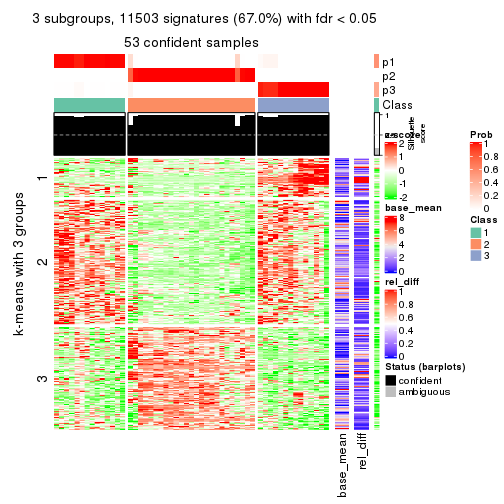 3 subgroups, 11503 signatures (67.0%) with fdr < 0.05
53 confident samples
p1
p2
p3
Class
1
Silhouette
score
z-score
2
1
0
-1
-2
Prob
1
0.8
0.6
0.4
0.2
0
base_mean
8
6
4
2
0
Class
1
2
3
rel_diff
1
0.8
0.6
0.4
0.2
0
Status (barplots)
confident
ambiguous
k-means with 3 groups
1
2
3
base_mean
rel_diff